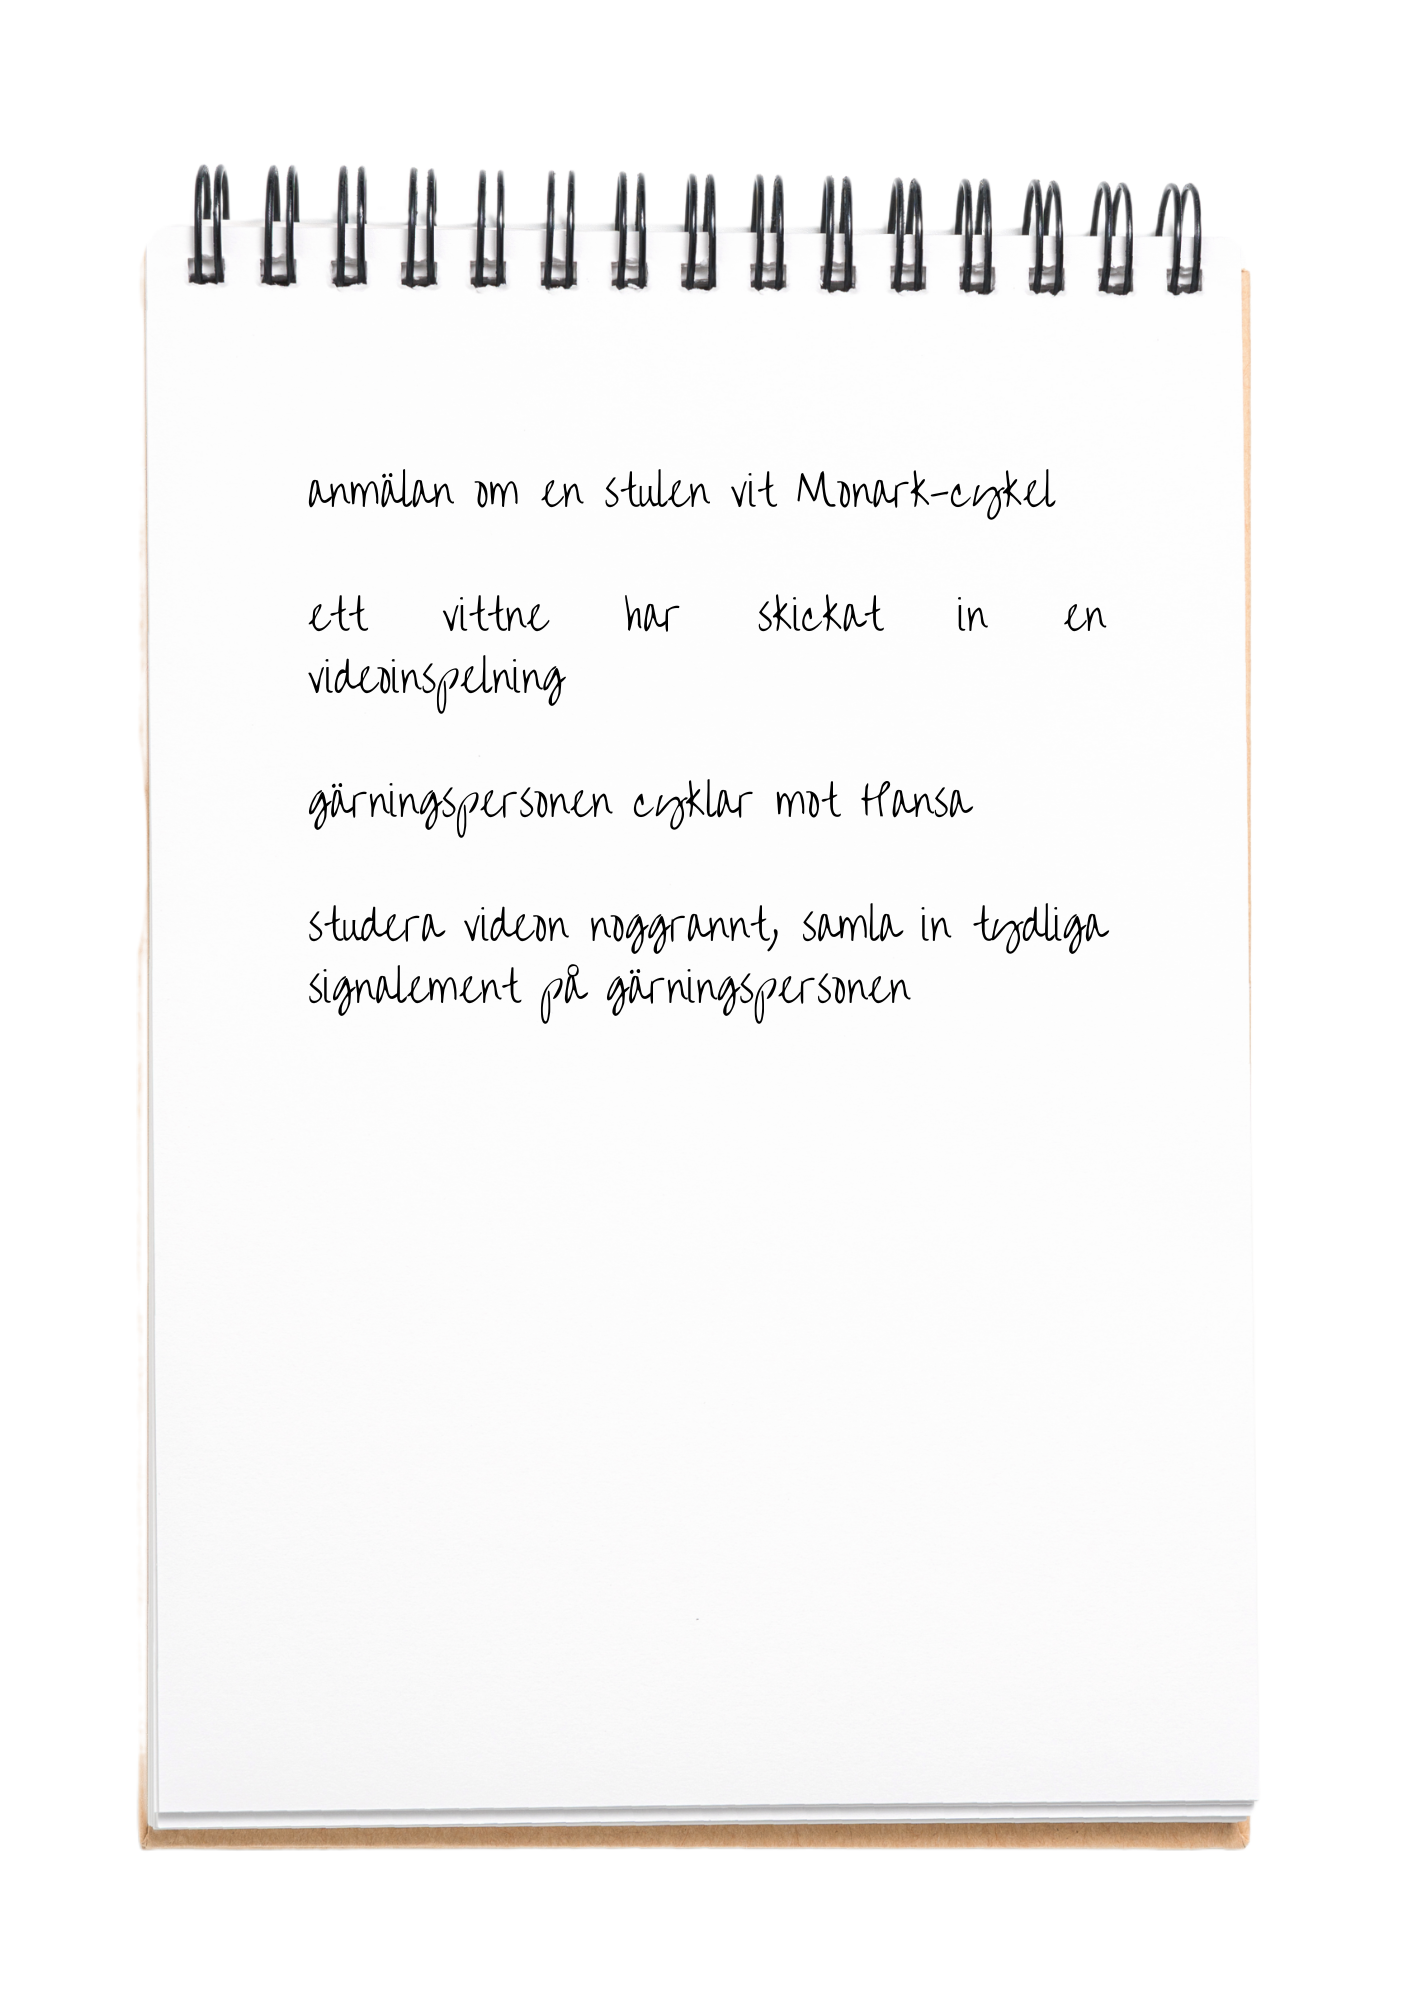 anmälan om en stulen vit Monark-cykel
ett vittne har skickat in en
videoinspelning
gärningspersonen cyklar mot Hansa
studera videon noggrannt, samla in tydliga
signalement på gärningspersonen